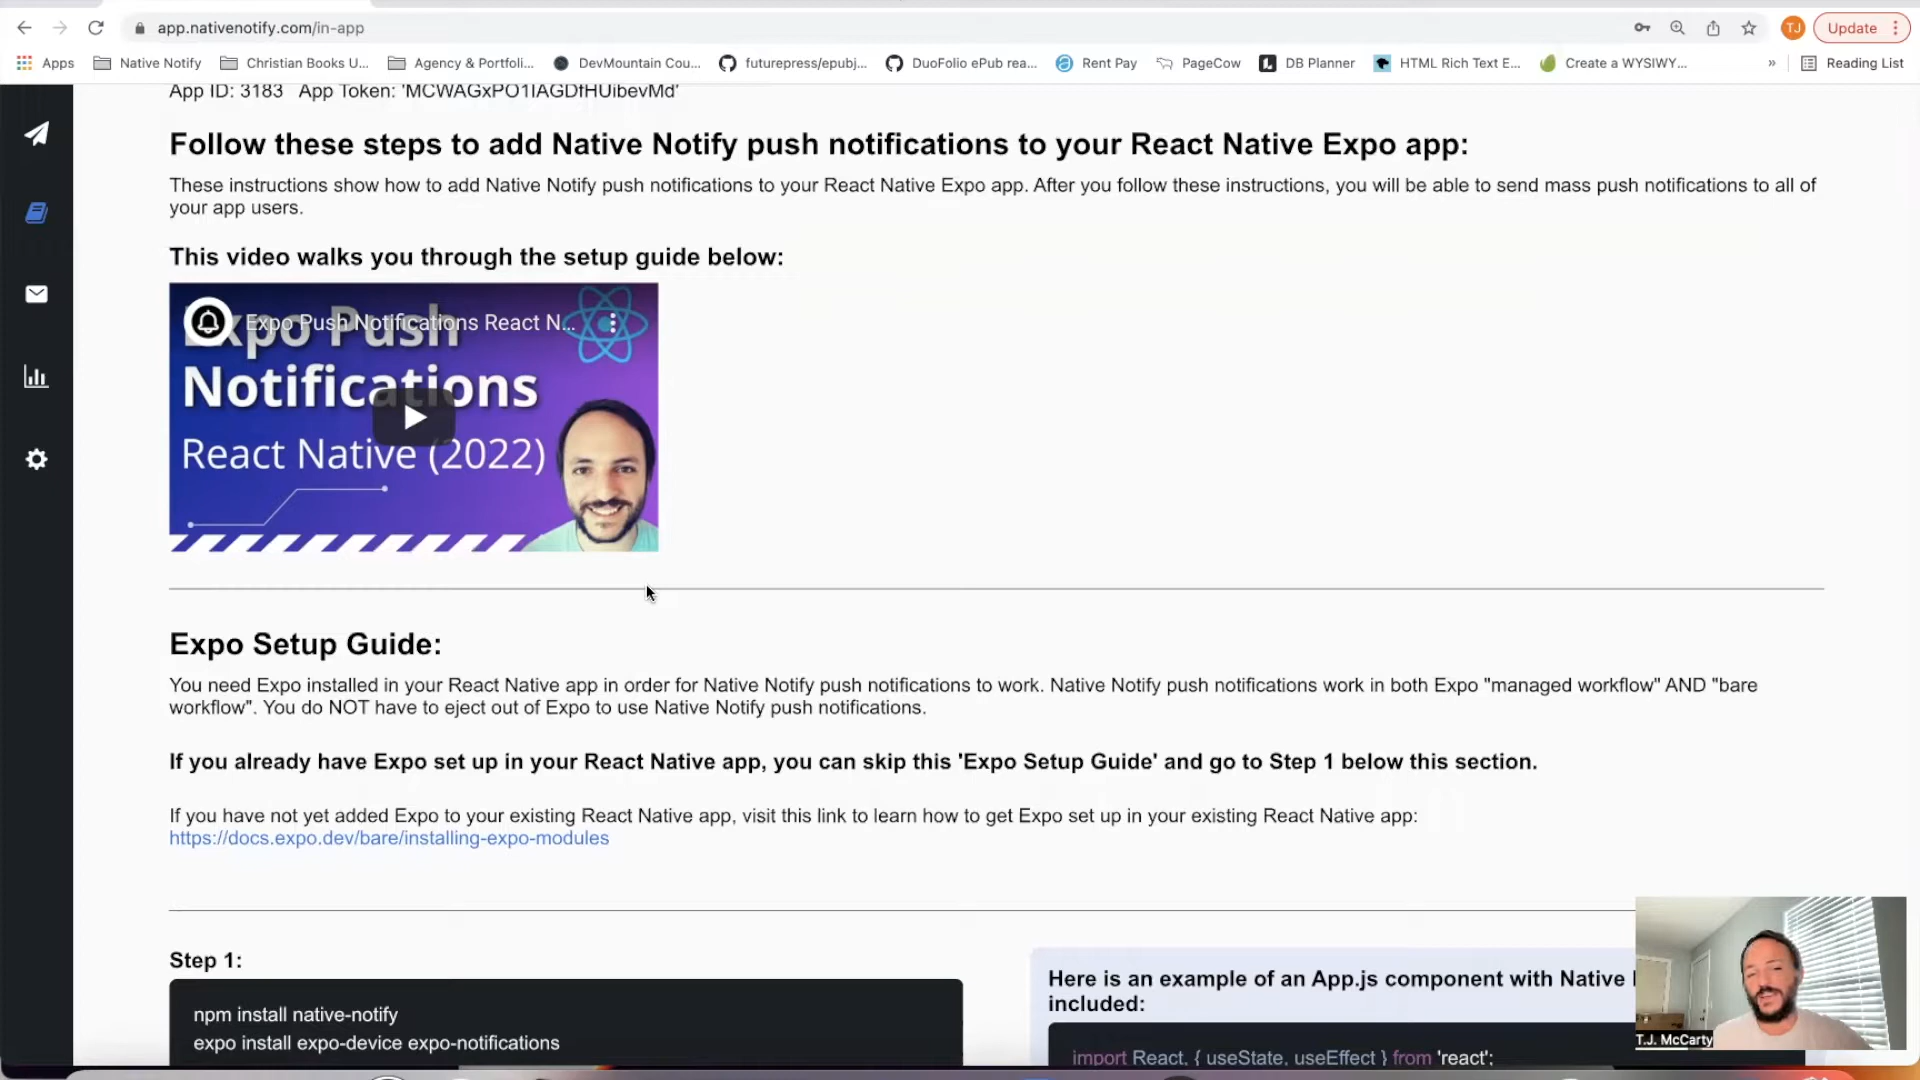 app.nativenotify.com/in-app
TJ
Update
Apps
Native Notify
Christian Books U...
Agency & Portfoli...
DevMountain Cou...
futurepress/epubj...
DuoFolio ePub rea...
Rent Pay
PageCow
DB Planner
HTML Rich Text E...
Create a WYSIWY...
»
Reading List
App ID: 3183 App Token: 'MCWAGxPO1IAGDfHUibevMd'
Follow these steps to add Native Notify push notifications to your React Native Expo app:
These instructions show how to add Native Notify push notifications to your React Native Expo app. After you follow these instructions, you will be able to send mass push notifications to all of
your app users.
This video walks you through the setup guide below:
Expo Push Notifications React N...
Expo Push
Notifications
React Native (2022)
Expo Setup Guide:
You need Expo installed in your React Native app in order for Native Notify push notifications to work. Native Notify push notifications work in both Expo "managed workflow" AND "bare
workflow". You do NOT have to eject out of Expo to use Native Notify push notifications.
If you already have Expo set up in your React Native app, you can skip this 'Expo Setup Guide' and go to Step 1 below this section.
If you have not yet added Expo to your existing React Native app, visit this link to learn how to get Expo set up in your existing React Native app:
https://docs.expo.dev/bare/installing-expo-modules
Step 1:
npm install native-notify
expo install expo-device expo-notifications
Here is an example of an App.js component with Native
included:
import React, { useState, useEffect } from 'react';
T.J. McCarty